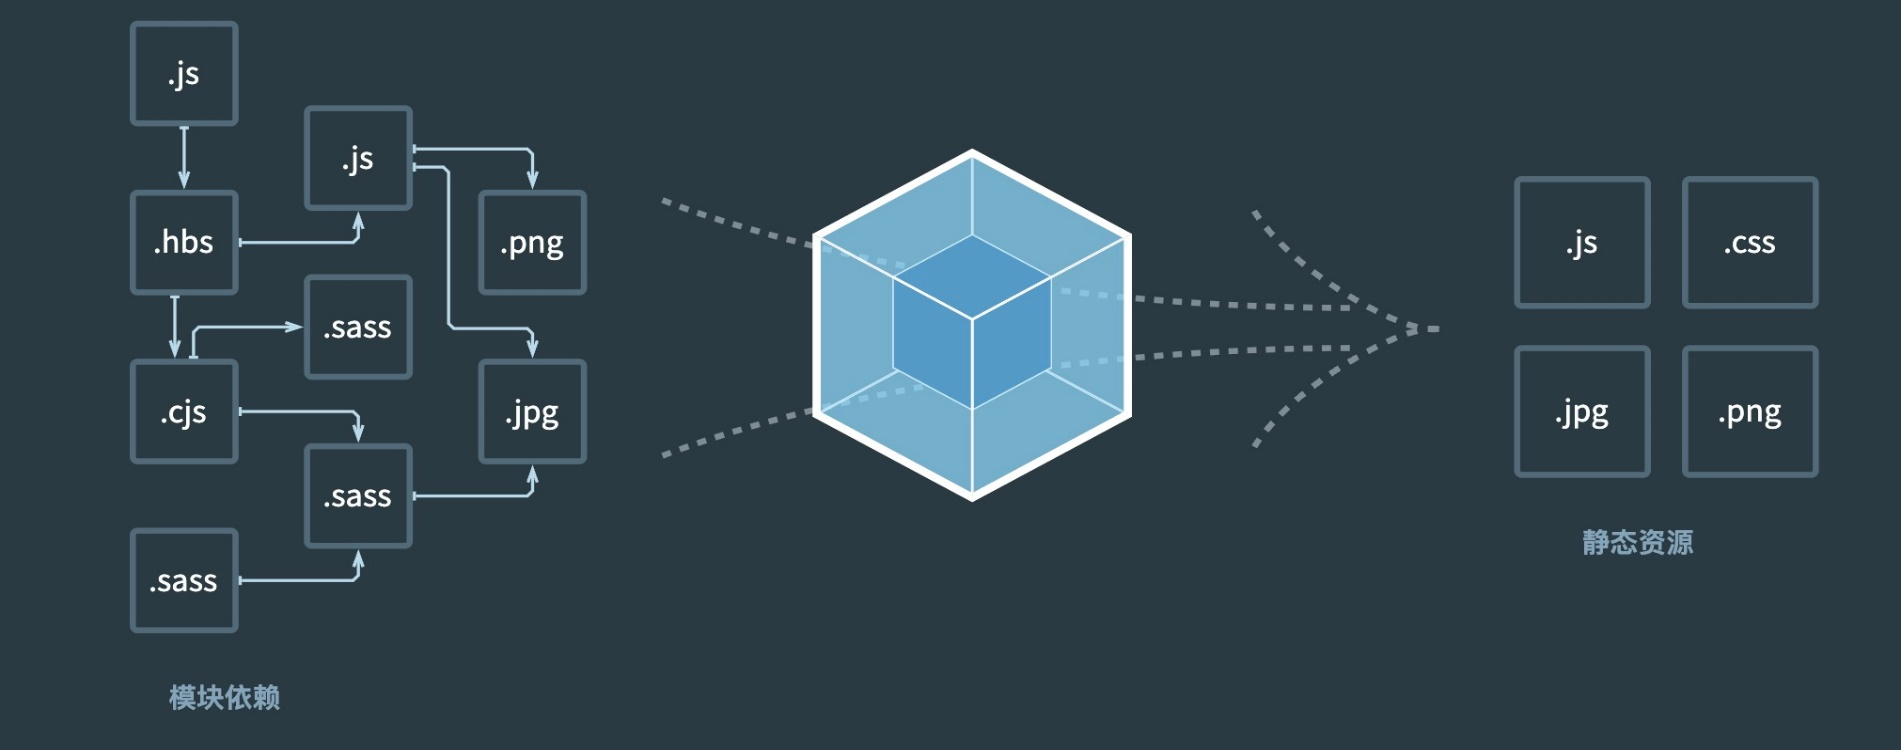 .js
.js
.hbs
.png
.sass
.cjs
.jpg
.sass
.sass
模块依赖
.js
.css
.jpg
.png
静态资源